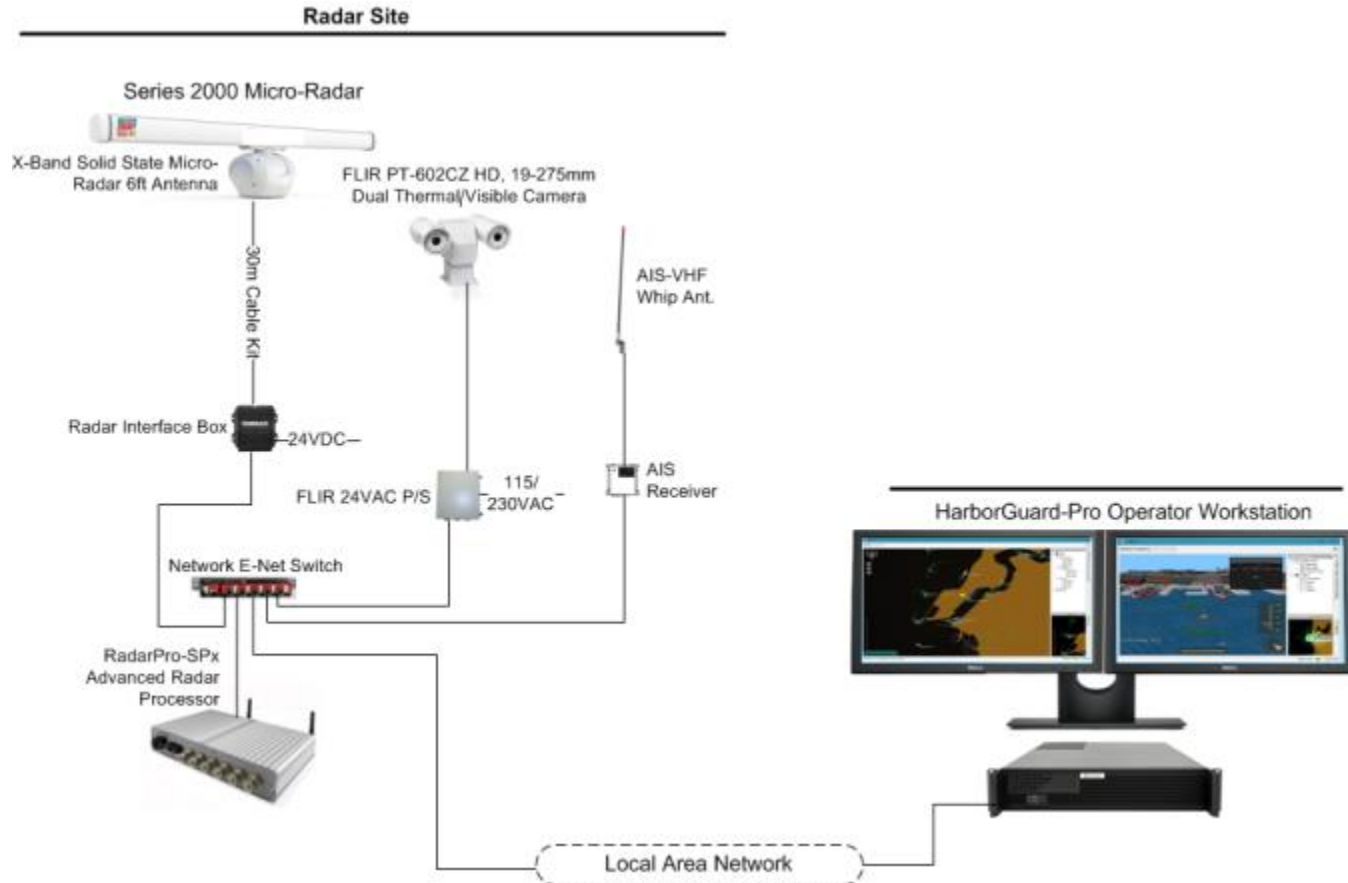 Radar Site
Series 2000 Micro-Radar
X-Band Solid State Micro-
Radar 6ft Antenna
FLIR PT-602CZ HD, 19-275mm
Dual Thermal/Visible Camera
AIS-VHF
Whip Ant.
30m Cable Kit
Radar Interface Box
24VDC
FLIR 24VAC P/S
115/
230VAC
AIS
Receiver
Network E-Net Switch
RadarPro-SPx
Advanced Radar
Processor
HarborGuard-Pro Operator Workstation
Local Area Network